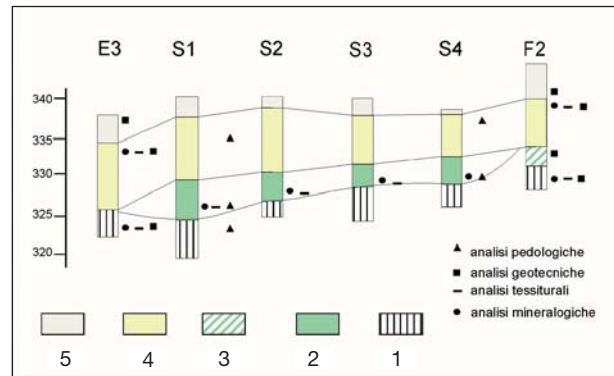 E3 S1 S2 S3 S4 F2
340
335
330
325
320
analisi pedologiche
analisi geotecniche
analisi tessiturali
analisi mineralogiche
5 4 3 2 1